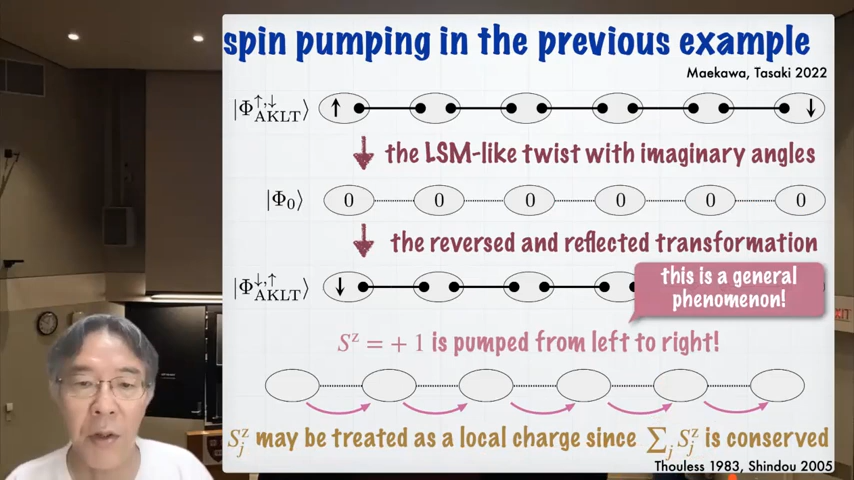 spin pumping in the previous example
Maekawa, Tasaki 2022
|Φ^{↑,↓}_{AKLT}⟩ ↑ ↓
the LSM-like twist with imaginary angles
|Φ_0⟩ 0 0 0 0 0 0
the reversed and reflected transformation
|Φ^{↓,↑}_{AKLT}⟩ ↓
this is a general
phenomenon!
S^z = + 1 is pumped from left to right!
S^z_j may be treated as a local charge since ∑_j S^z_j is conserved
Thouless 1983, Shindou 2005